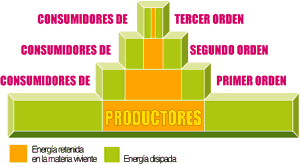 CONSUMIDORES DE TERCER ORDEN
CONSUMIDORES DE SEGUNDO ORDEN
CONSUMIDORES DE PRIMER ORDEN
PRODUCTORES
Energía retenida
en la materia viviente
Energía disipada